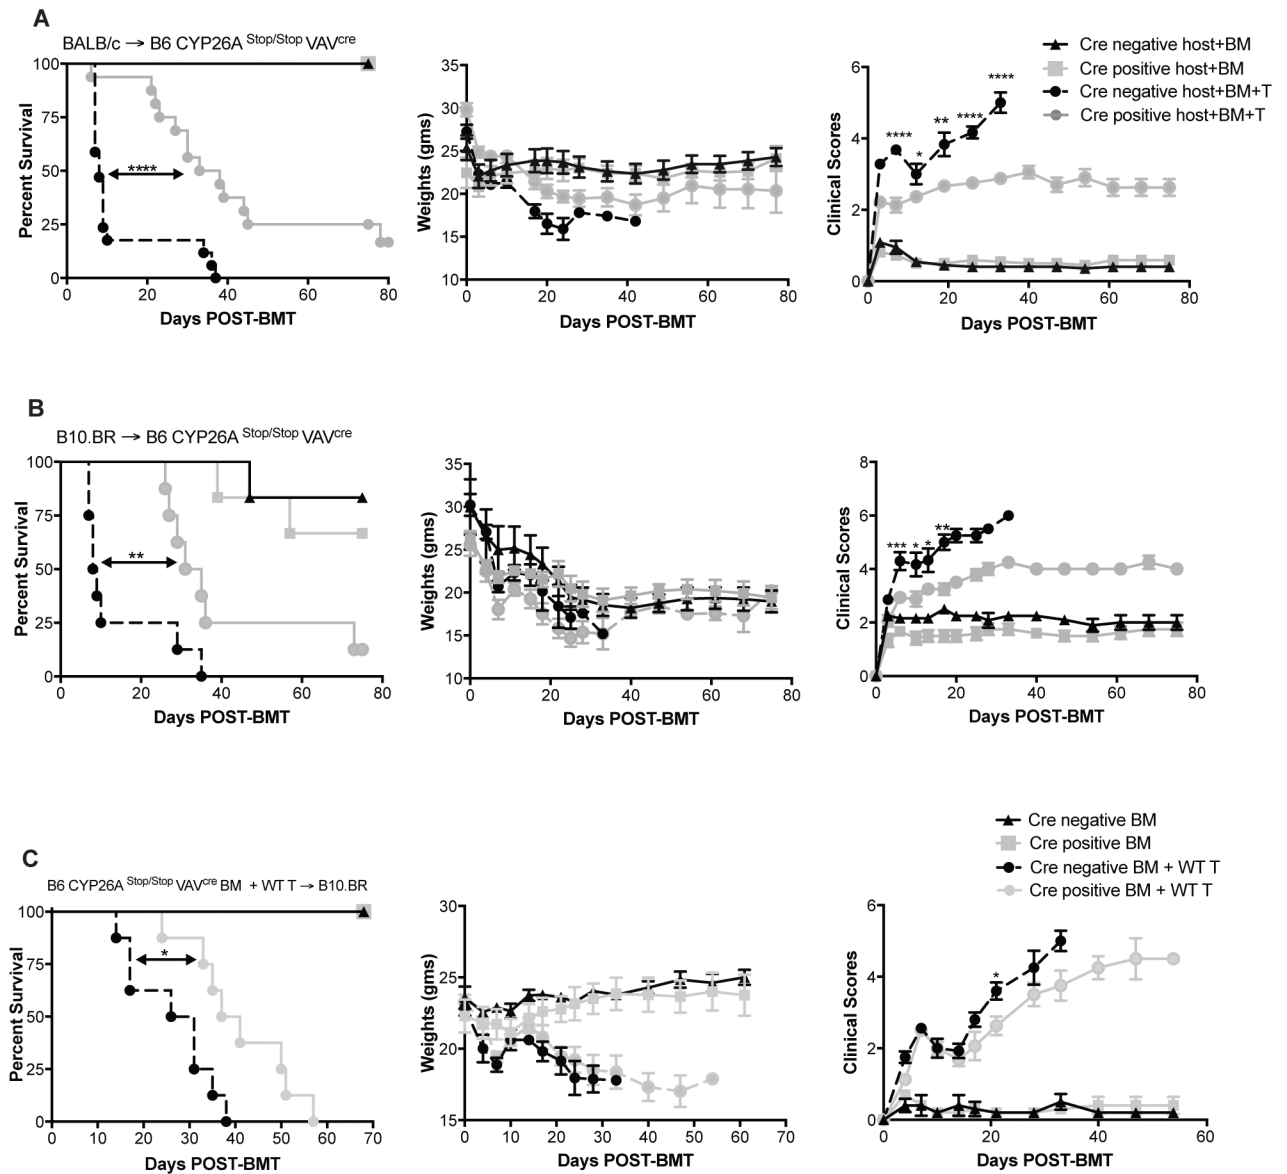 A
BALB/c → B6 CYP26A Stop/Stop VAVcre
Percent Survival
100
75
50
25
0
****
0 20 40 60 80
Days POST-BMT
Weights (gms)
35
30
25
20
15
10
0 20 40 60 80
Days POST-BMT
Clinical Scores
6
4
2
0
**** * ** **** ****
0 20 40 60 80
Days POST-BMT
Cre negative host+BM
Cre positive host+BM
Cre negative host+BM+T
Cre positive host+BM+T
B
B10.BR → B6 CYP26A Stop/Stop VAVcre
Percent Survival
100
75
50
25
0
**
0 20 40 60 80
Days POST-BMT
Weights (gms)
35
30
25
20
15
10
0 20 40 60 80
Days POST-BMT
Clinical Scores
8
6
4
2
0
*** * * **
0 20 40 60 80
Days POST-BMT
Cre negative BM
Cre positive BM
Cre negative BM + WT T
Cre positive BM + WT T
C
B6 CYP26A Stop/Stop VAVcre BM + WT T → B10.BR
Percent Survival
100
75
50
25
0
*
0 10 20 30 40 50 60 70
Days POST-BMT
Weights (gms)
30
25
20
15
0 10 20 30 40 50 60 70
Days POST-BMT
Clinical Scores
6
4
2
0
*
0 20 40 60
Days POST-BMT